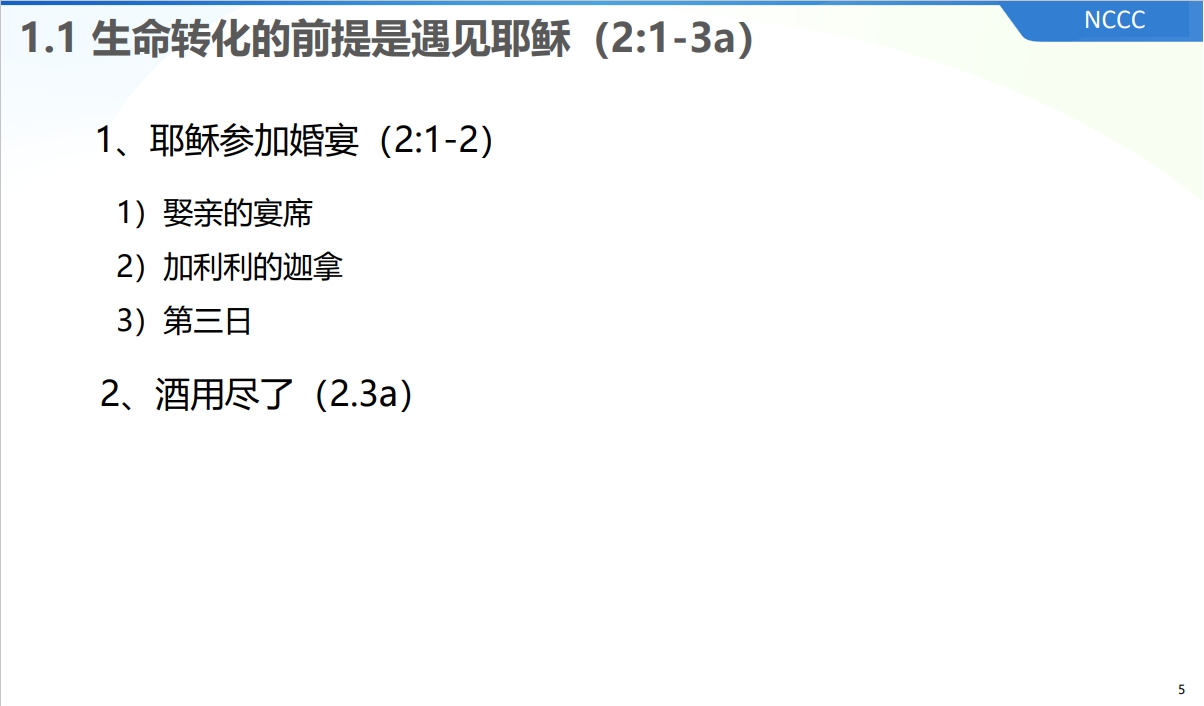 NCCC
1.1 生命转化的前提是遇见耶稣（2:1-3a）
1、耶稣参加婚宴（2:1-2）
1）娶亲的宴席
2）加利利的迦拿
3）第三日
2、酒用尽了（2.3a）
5